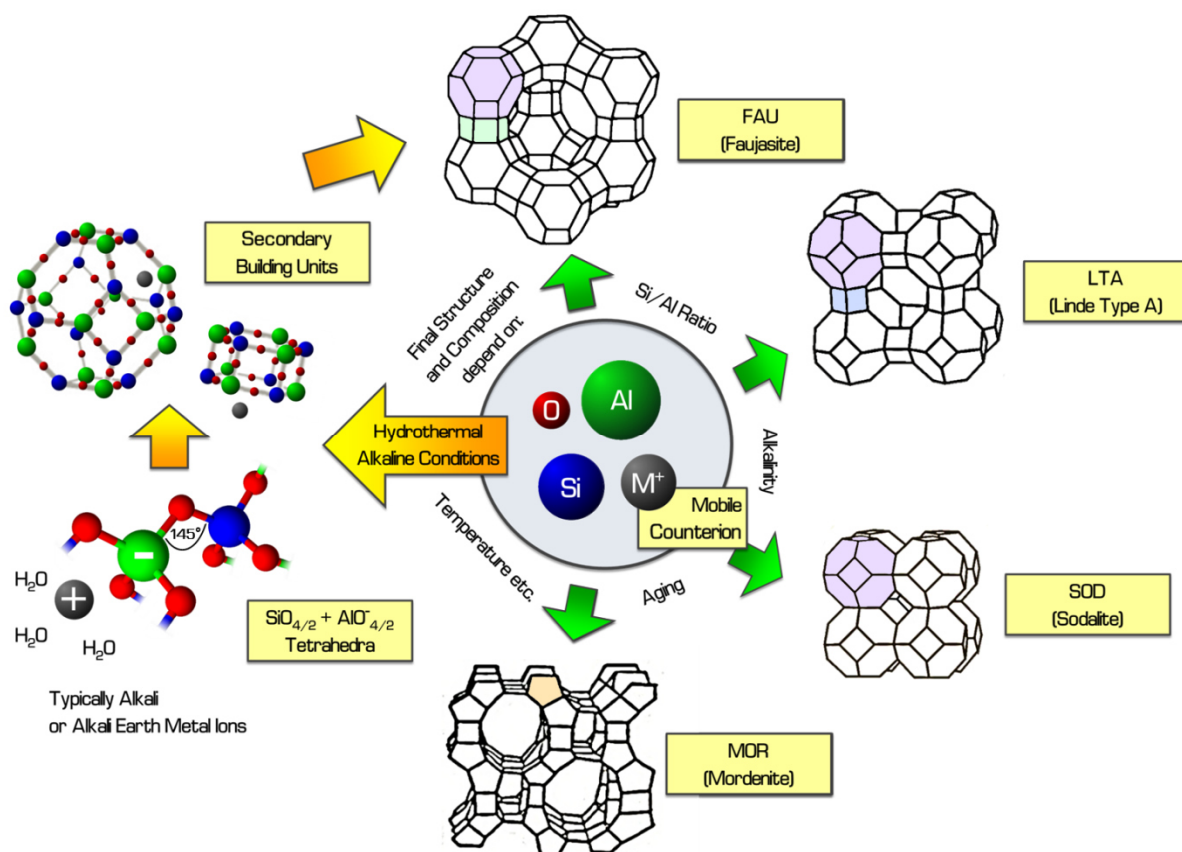 FAU
(Faujasite)
Secondary
Building Units
LTA
(Linde Type A)
Final Structure
and Composition
depend on:
Si/Al Ratio
Alkalinity
Aging
Temperature etc.
O
Al
Si
M⁺
Mobile
Counterion
Hydrothermal
Alkaline Conditions
145°
-
+
H₂O
H₂O
H₂O
SiO₄/₂ + AlO⁻₄/₂
Tetrahedra
Typically Alkali
or Alkali Earth Metal Ions
SOD
(Sodalite)
MOR
(Mordenite)